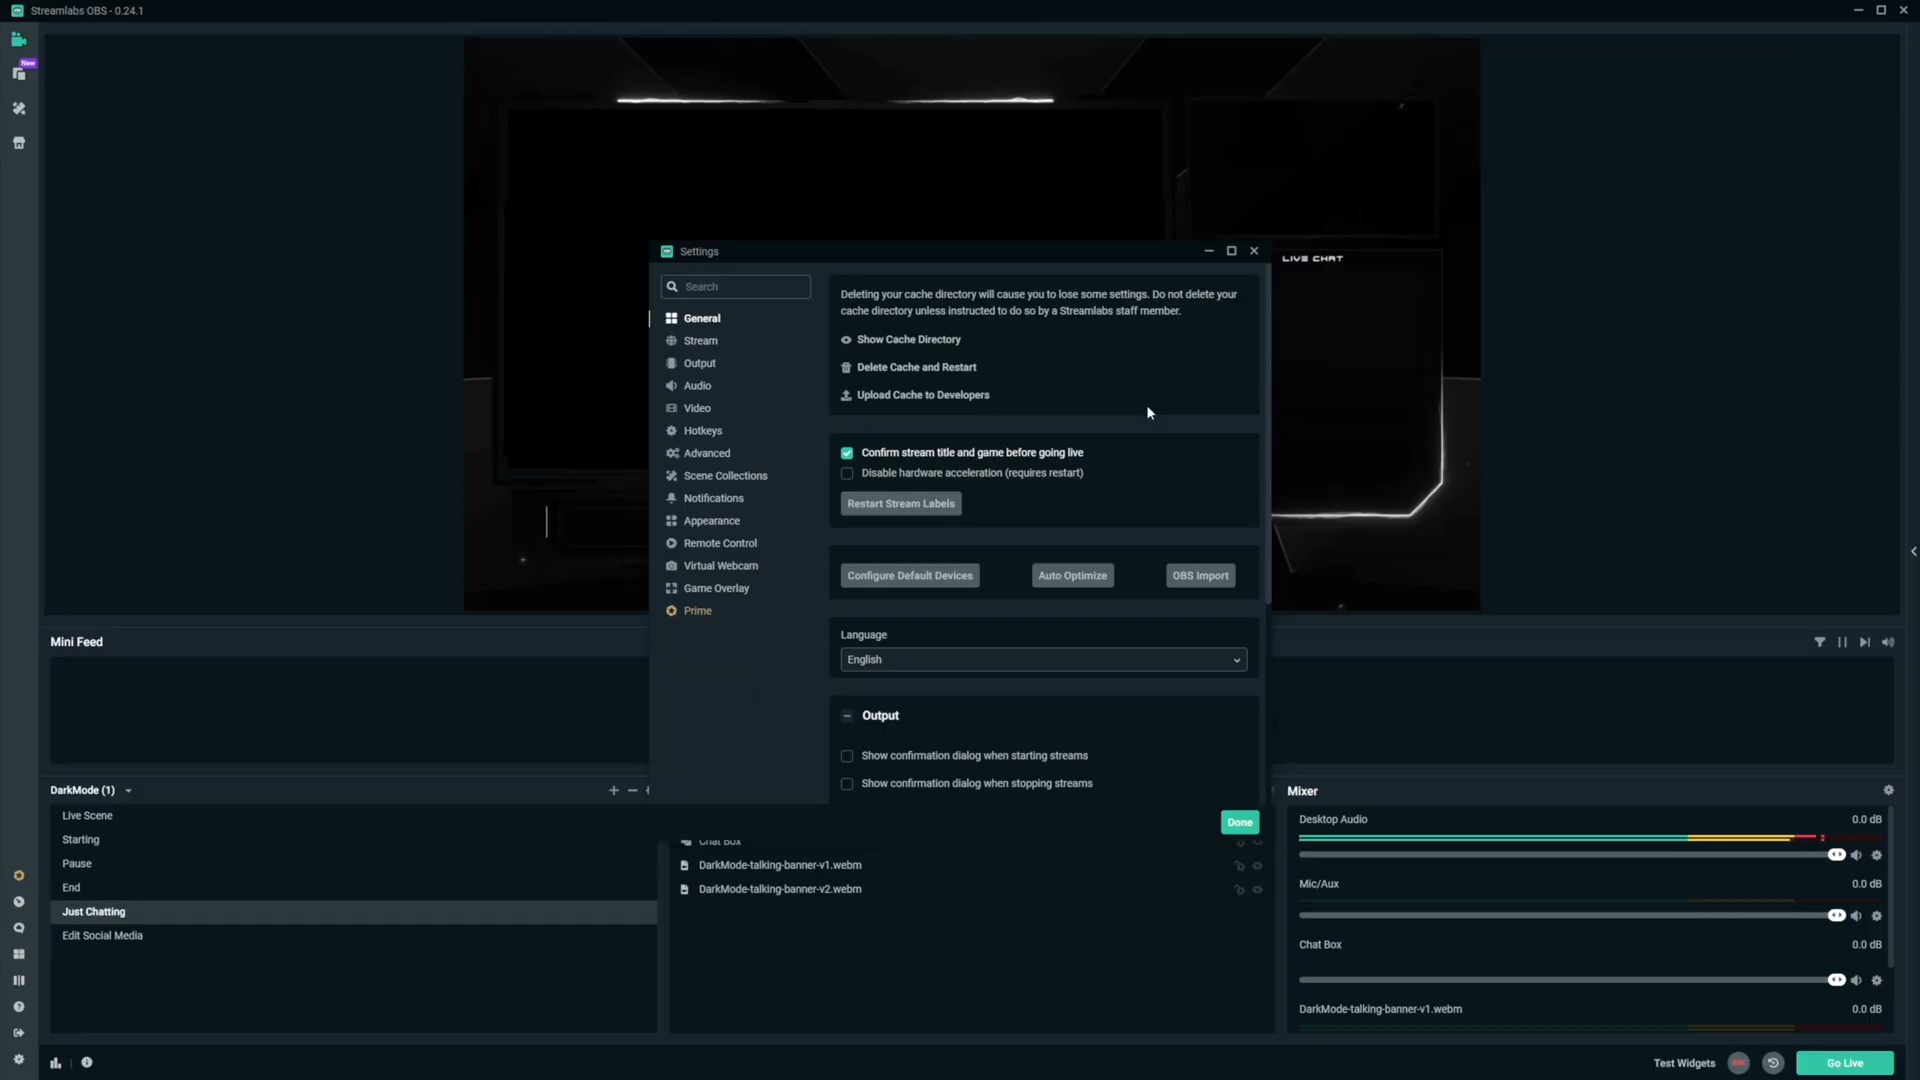 Streamlabs OBS - 0.24.1
New
LIVE CHAT
Settings
Search
General
Stream
Output
Audio
Video
Hotkeys
Advanced
Scene Collections
Notifications
Appearance
Remote Control
Virtual Webcam
Game Overlay
Prime
Deleting your cache directory will cause you to lose some settings. Do not delete your
cache directory unless instructed to do so by a Streamlabs staff member.
Show Cache Directory
Delete Cache and Restart
Upload Cache to Developers
Confirm stream title and game before going live
Disable hardware acceleration (requires restart)
Restart Stream Labels
Configure Default Devices
Auto Optimize
OBS Import
Language
English
Output
Show confirmation dialog when starting streams
Show confirmation dialog when stopping streams
Done
Mini Feed
DarkMode (1)
Live Scene
Starting
Pause
End
Just Chatting
Edit Social Media
Chat Box
DarkMode-talking-banner-v1.webm
DarkMode-talking-banner-v2.webm
Mixer
Desktop Audio 0.0 dB
Mic/Aux 0.0 dB
Chat Box 0.0 dB
DarkMode-talking-banner-v1.webm 0.0 dB
Test Widgets
REC
Go Live